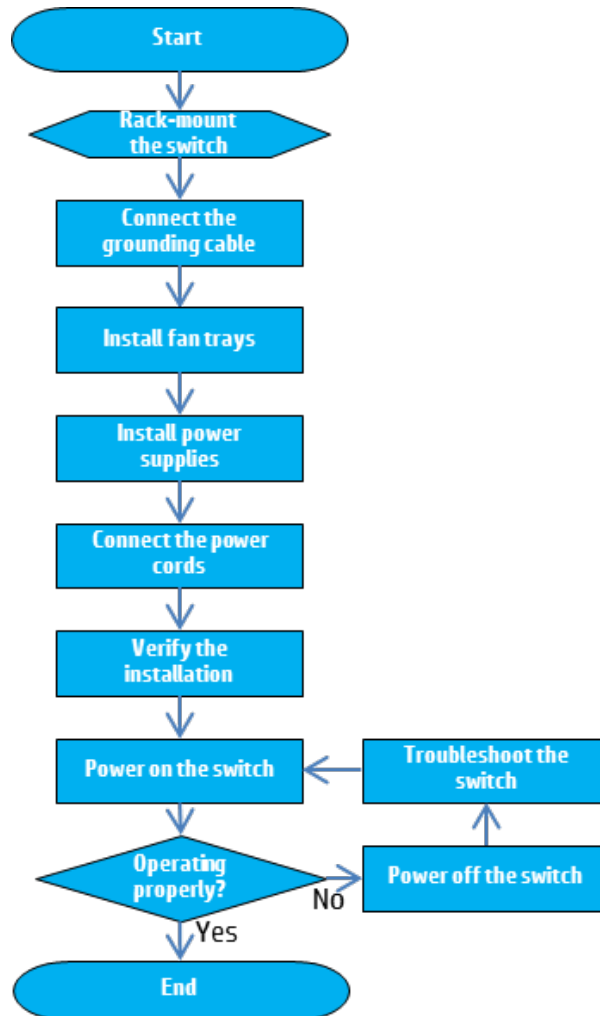 Start
Rack-mount
the switch
Connect the
grounding cable
Install fan trays
Install power
supplies
Connect the power
cords
Verify the
installation
Power on the switch
Troubleshoot the
switch
Operating
properly?
No
Power off the switch
Yes
End